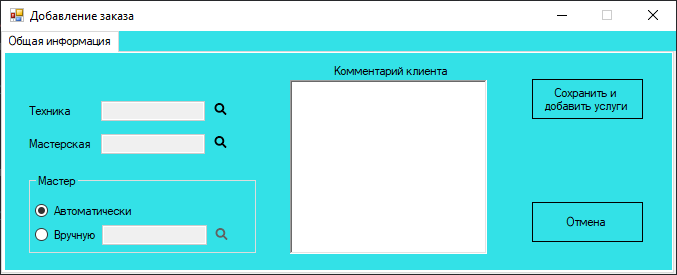 Добавление заказа
Общая информация
Комментарий клиента
Техника
Мастерская
Мастер
Автоматически
Вручную
Сохранить и
добавить услуги
Отмена